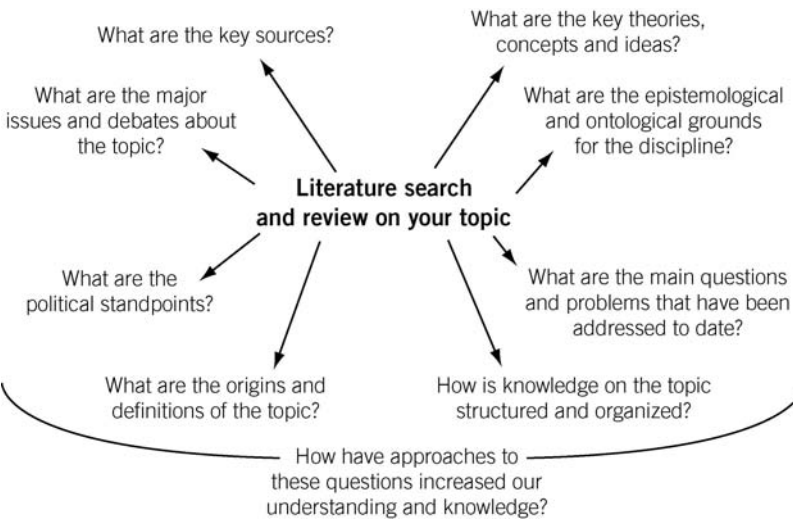 What are the key sources?
What are the key theories,
concepts and ideas?
What are the major
issues and debates about
the topic?
What are the epistemological
and ontological grounds
for the discipline?
Literature search
and review on your topic
What are the
political standpoints?
What are the main questions
and problems that have been
addressed to date?
What are the origins and
definitions of the topic?
How is knowledge on the topic
structured and organized?
How have approaches to
these questions increased our
understanding and knowledge?